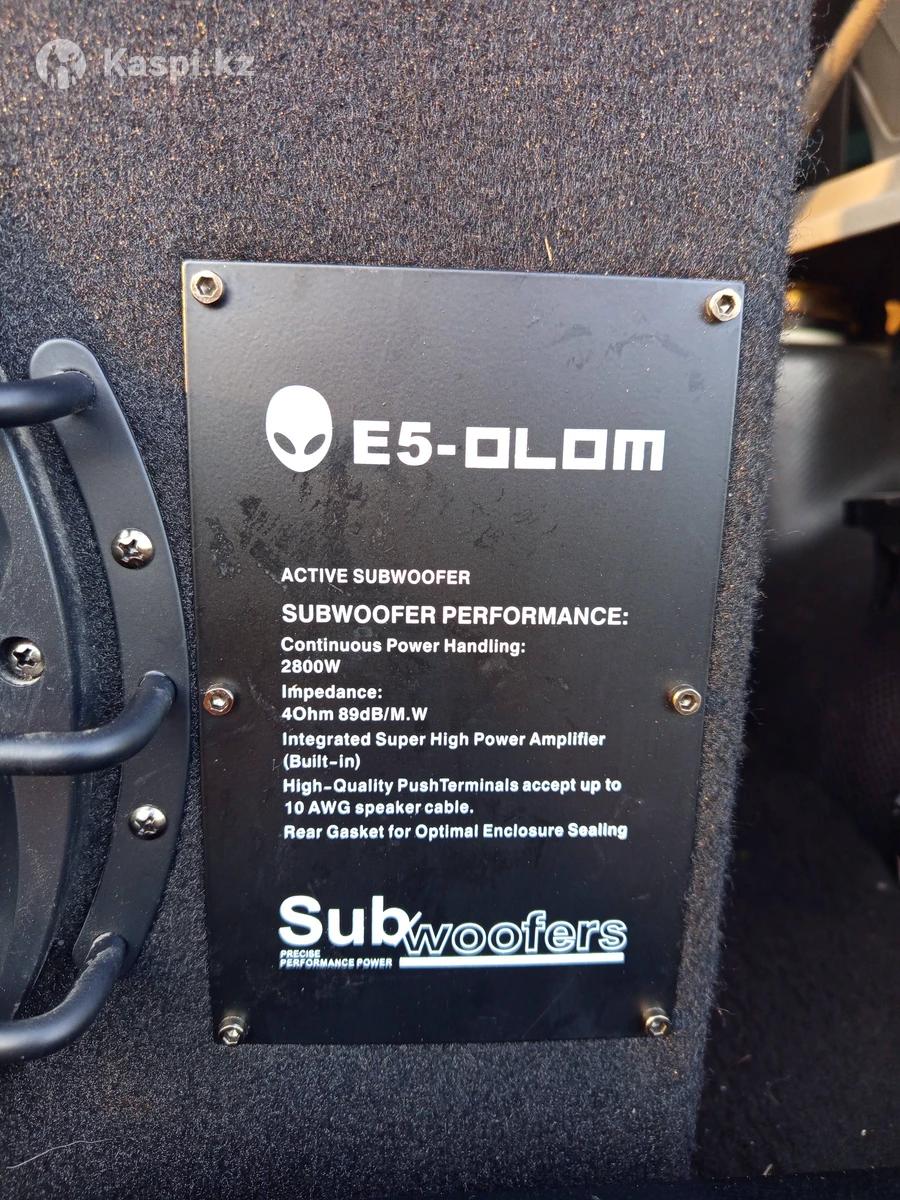 Kaspi.kz
E5-OLOM
ACTIVE SUBWOOFER
SUBWOOFER PERFORMANCE:
Continuous Power Handling:
2800W
Impedance:
4Ohm 89dB/M.W
Integrated Super High Power Amplifier
(Built-in)
High-Quality PushTerminals accept up to
10 AWG speaker cable.
Rear Gasket for Optimal Enclosure Sealing
Subwoofers
PRECISE
PERFORMANCE POWER